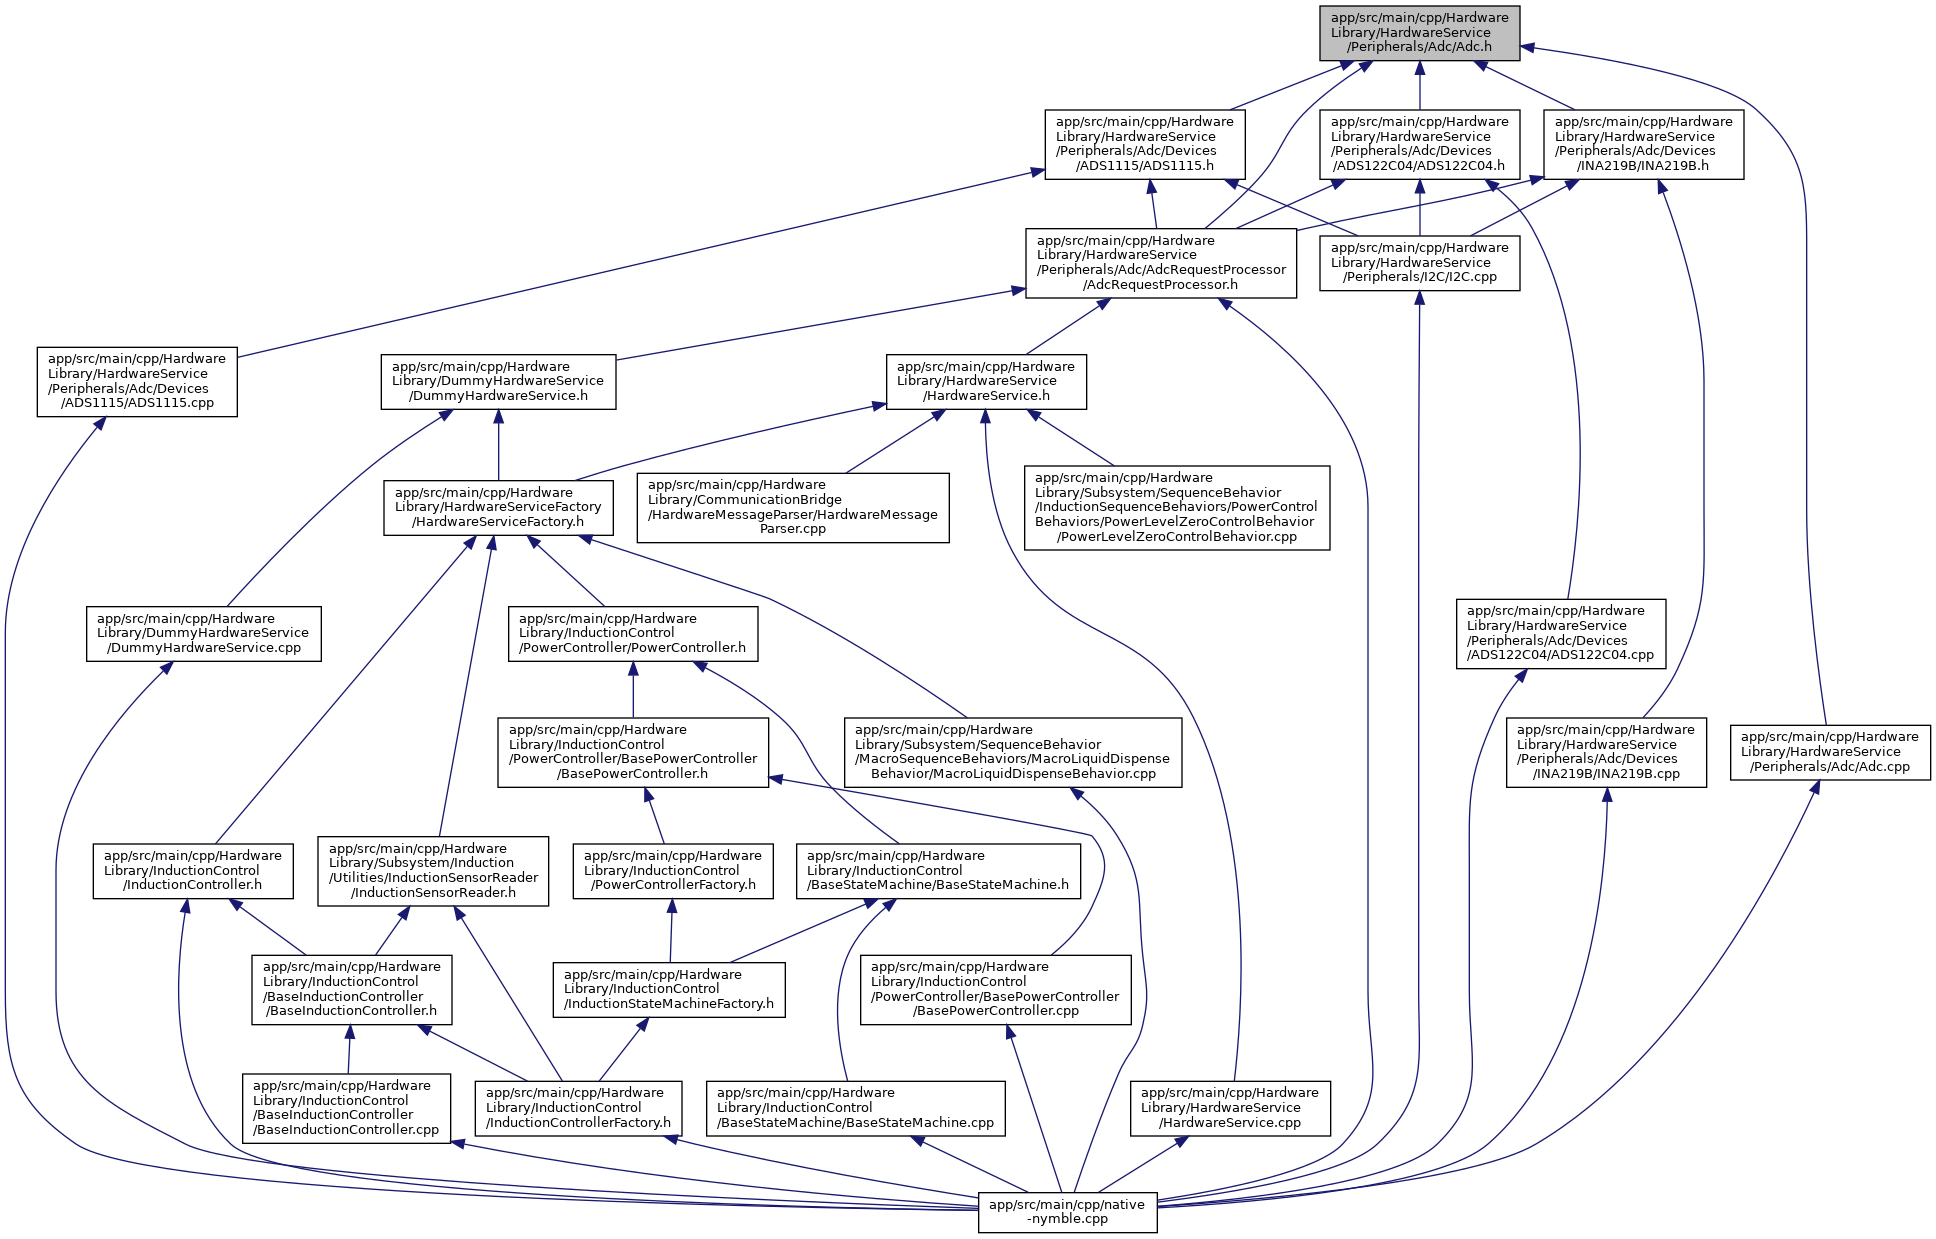 app/src/main/cpp/Hardware
Library/HardwareService
/Peripherals/Adc/Adc.h
app/src/main/cpp/Hardware
Library/HardwareService
/Peripherals/Adc/Devices
/ADS1115/ADS1115.h
app/src/main/cpp/Hardware
Library/HardwareService
/Peripherals/Adc/Devices
/ADS122C04/ADS122C04.h
app/src/main/cpp/Hardware
Library/HardwareService
/Peripherals/Adc/Devices
/INA219B/INA219B.h
app/src/main/cpp/Hardware
Library/HardwareService
/Peripherals/Adc/AdcRequestProcessor
/AdcRequestProcessor.h
app/src/main/cpp/Hardware
Library/HardwareService
/Peripherals/I2C/I2C.cpp
app/src/main/cpp/Hardware
Library/HardwareService
/Peripherals/Adc/Devices
/ADS1115/ADS1115.cpp
app/src/main/cpp/Hardware
Library/DummyHardwareService
/DummyHardwareService.h
app/src/main/cpp/Hardware
Library/HardwareService
/HardwareService.h
app/src/main/cpp/Hardware
Library/HardwareServiceFactory
/HardwareServiceFactory.h
app/src/main/cpp/Hardware
Library/CommunicationBridge
/HardwareMessageParser/HardwareMessage
Parser.cpp
app/src/main/cpp/Hardware
Library/Subsystem/SequenceBehavior
/InductionSequenceBehaviors/PowerControl
Behaviors/PowerLevelZeroControlBehavior
/PowerLevelZeroControlBehavior.cpp
app/src/main/cpp/Hardware
Library/DummyHardwareService
/DummyHardwareService.cpp
app/src/main/cpp/Hardware
Library/InductionControl
/PowerController/PowerController.h
app/src/main/cpp/Hardware
Library/HardwareService
/Peripherals/Adc/Devices
/ADS122C04/ADS122C04.cpp
app/src/main/cpp/Hardware
Library/InductionControl
/PowerController/BasePowerController
/BasePowerController.h
app/src/main/cpp/Hardware
Library/Subsystem/SequenceBehavior
/MacroSequenceBehaviors/MacroLiquidDispense
Behavior/MacroLiquidDispenseBehavior.cpp
app/src/main/cpp/Hardware
Library/HardwareService
/Peripherals/Adc/Devices
/INA219B/INA219B.cpp
app/src/main/cpp/Hardware
Library/HardwareService
/Peripherals/Adc/Adc.cpp
app/src/main/cpp/Hardware
Library/InductionControl
/InductionController.h
app/src/main/cpp/Hardware
Library/Subsystem/Induction
/Utilities/InductionSensorReader
/InductionSensorReader.h
app/src/main/cpp/Hardware
Library/InductionControl
/PowerControllerFactory.h
app/src/main/cpp/Hardware
Library/InductionControl
/BaseStateMachine/BaseStateMachine.h
app/src/main/cpp/Hardware
Library/InductionControl
/BaseInductionController
/BaseInductionController.h
app/src/main/cpp/Hardware
Library/InductionControl
/InductionStateMachineFactory.h
app/src/main/cpp/Hardware
Library/InductionControl
/PowerController/BasePowerController
/BasePowerController.cpp
app/src/main/cpp/Hardware
Library/InductionControl
/BaseInductionController
/BaseInductionController.cpp
app/src/main/cpp/Hardware
Library/InductionControl
/InductionControllerFactory.h
app/src/main/cpp/Hardware
Library/InductionControl
/BaseStateMachine/BaseStateMachine.cpp
app/src/main/cpp/Hardware
Library/HardwareService
/HardwareService.cpp
app/src/main/cpp/native
-nymble.cpp